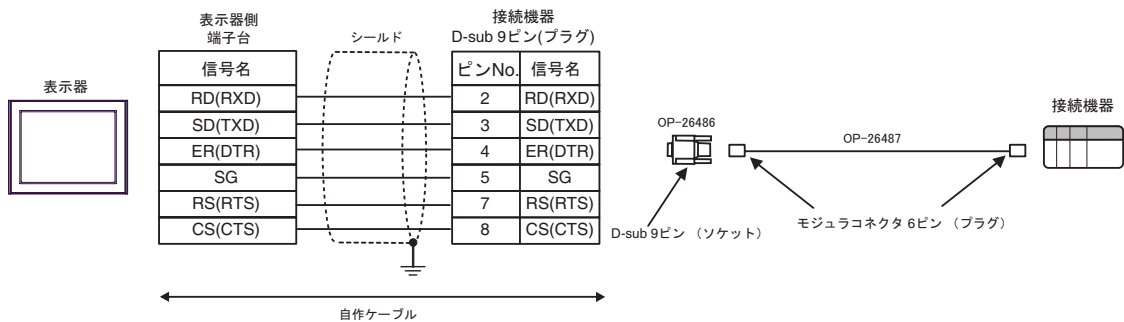 表示器
表示器側
端子台
シールド
接続機器
D-sub 9ピン(プラグ)
信号名 ピンNo. 信号名
RD(RXD) 2 RD(RXD)
SD(TXD) 3 SD(TXD)
ER(DTR) 4 ER(DTR)
SG 5 SG
RS(RTS) 7 RS(RTS)
CS(CTS) 8 CS(CTS)
自作ケーブル
OP-26486
OP-26487
接続機器
D-sub 9ピン (ソケット)
モジュラコネクタ 6ピン (プラグ)